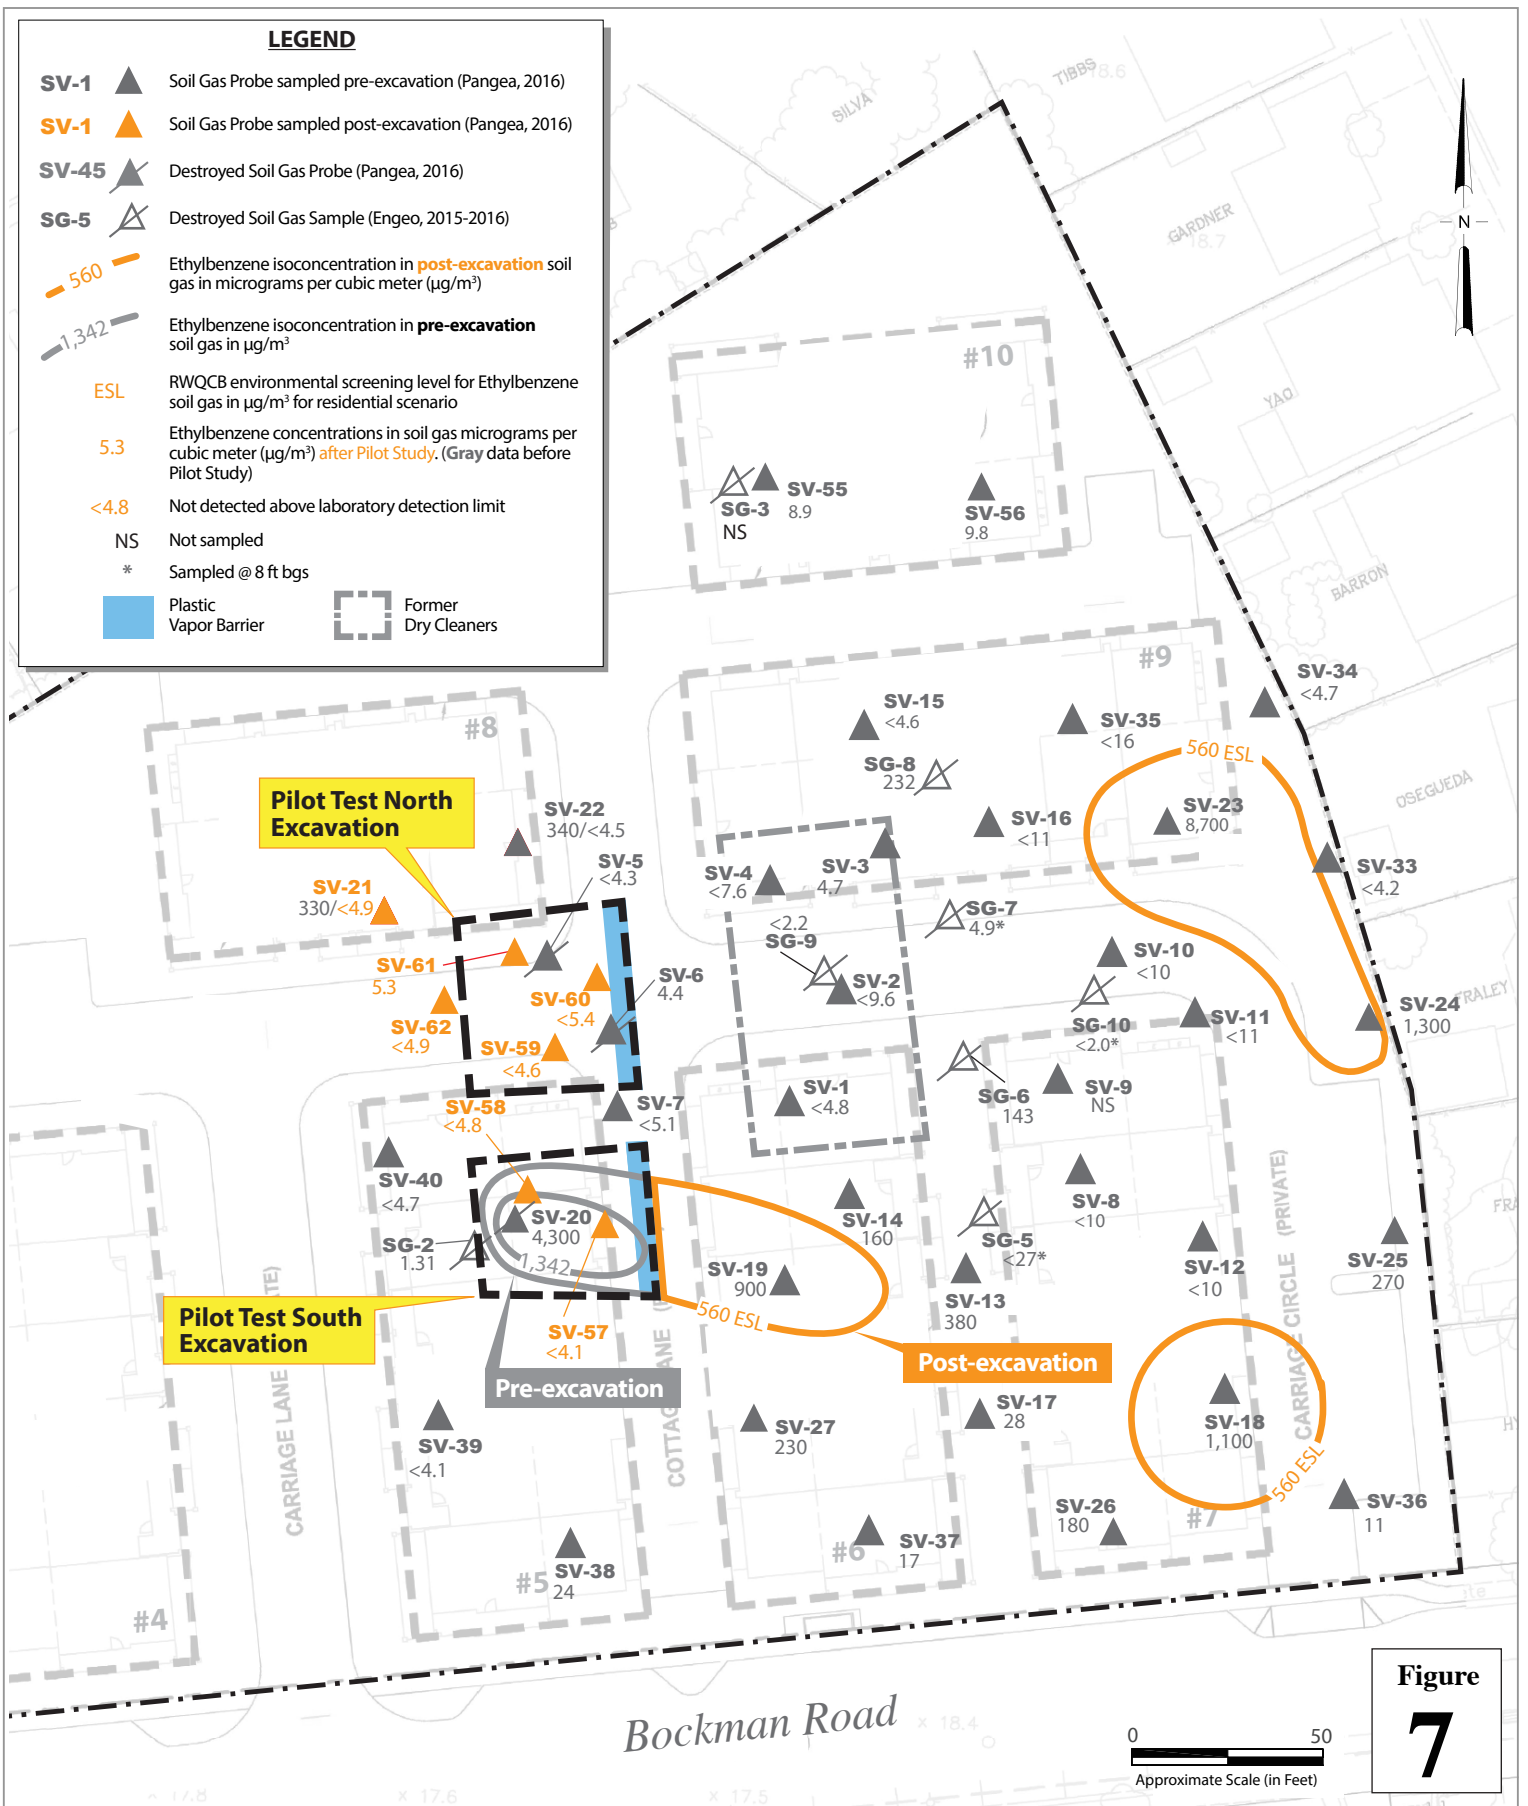 LEGEND
SV-1 Soil Gas Probe sampled pre-excavation (Pangea, 2016)
SV-1 Soil Gas Probe sampled post-excavation (Pangea, 2016)
SV-45 Destroyed Soil Gas Probe (Pangea, 2016)
SG-5 Destroyed Soil Gas Sample (Engeo, 2015-2016)
560 Ethylbenzene isoconcentration in post-excavation soil
gas in micrograms per cubic meter (µg/m³)
1,342 Ethylbenzene isoconcentration in pre-excavation
soil gas in µg/m³
ESL RWQCB environmental screening level for Ethylbenzene
soil gas in µg/m³ for residential scenario
5.3 Ethylbenzene concentrations in soil gas micrograms per
cubic meter (µg/m³) after Pilot Study. (Gray data before
Pilot Study)
<4.8 Not detected above laboratory detection limit
NS Not sampled
* Sampled @ 8 ft bgs
Plastic
Vapor Barrier
Former
Dry Cleaners
SILVA
TIBBS
18.6
GARDNER
18.7
N
YAO
BARRON
OSEGUEDA
FRALEY
#10
SG-3
NS
SV-55
8.9
SV-56
9.8
#9
SV-34
<4.7
SV-15
<4.6
SV-35
<16
SG-8
232
560 ESL
SV-23
8,700
SV-16
<11
SV-33
<4.2
#8
Pilot Test North
Excavation
SV-22
340/<4.5
SV-5
<4.3
SV-21
330/<4.9
SV-4
<7.6
SV-3
4.7
SG-7
4.9*
<2.2
SG-9
SV-2
<9.6
SV-10
<10
SG-10
<2.0*
SV-11
<11
SV-24
1,300
SV-61
5.3
SV-6
4.4
SV-60
<5.4
SV-62
<4.9
SV-59
<4.6
SV-58
<4.8
SV-7
<5.1
SV-1
<4.8
SG-6
143
SV-9
NS
SV-40
<4.7
SV-20
4,300
SG-2
1.31
1,342
SV-14
160
SV-8
<10
SG-5
<27*
SV-12
<10
SV-25
270
SV-19
900
560 ESL
SV-13
380
Pilot Test South
Excavation
SV-57
<4.1
Pre-excavation
Post-excavation
CARRIAGE LANE
COTTAGE LANE
CARRIAGE CIRCLE (PRIVATE)
SV-39
<4.1
SV-27
230
SV-17
28
SV-18
1,100
560 ESL
SV-36
11
SV-26
180
#7
SV-37
17
#6
SV-38
24
#5
#4
Bockman Road
x 18.4
x 17.6
x 17.5
0 50
Approximate Scale (in Feet)
Figure
7